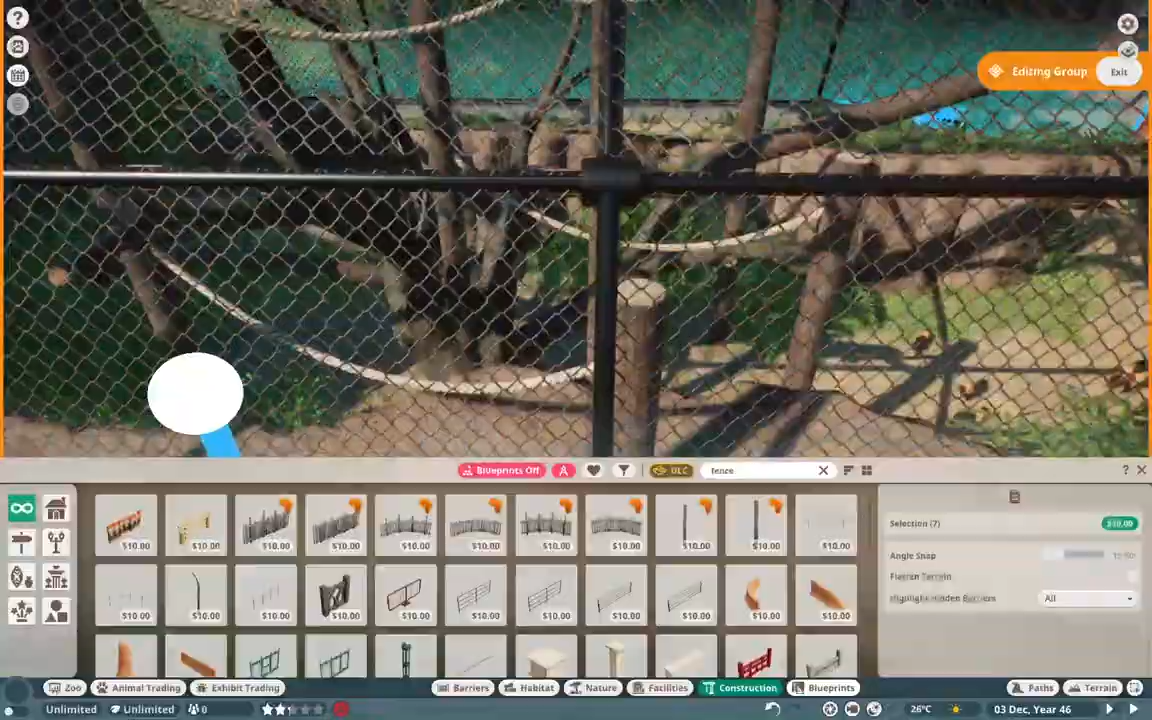 ?
Editing Group
Exit
Blueprints Off
DLC
fence
?
$10.00 $10.00 $10.00 $10.00 $10.00 $10.00 $10.00 $10.00 $10.00 $10.00 $10.00
$10.00 $10.00 $10.00 $10.00 $10.00 $10.00 $10.00 $10.00 $10.00 $10.00 $10.00
Selection (7)
$10.00
Angle Snap
Flatten Terrain
Highlight Hidden Barriers
All
Zoo
Animal Trading
Exhibit Trading
Barriers
Habitat
Nature
Facilities
Construction
Blueprints
Paths
Terrain
Unlimited
Unlimited
0
26°C
03 Dec, Year 46